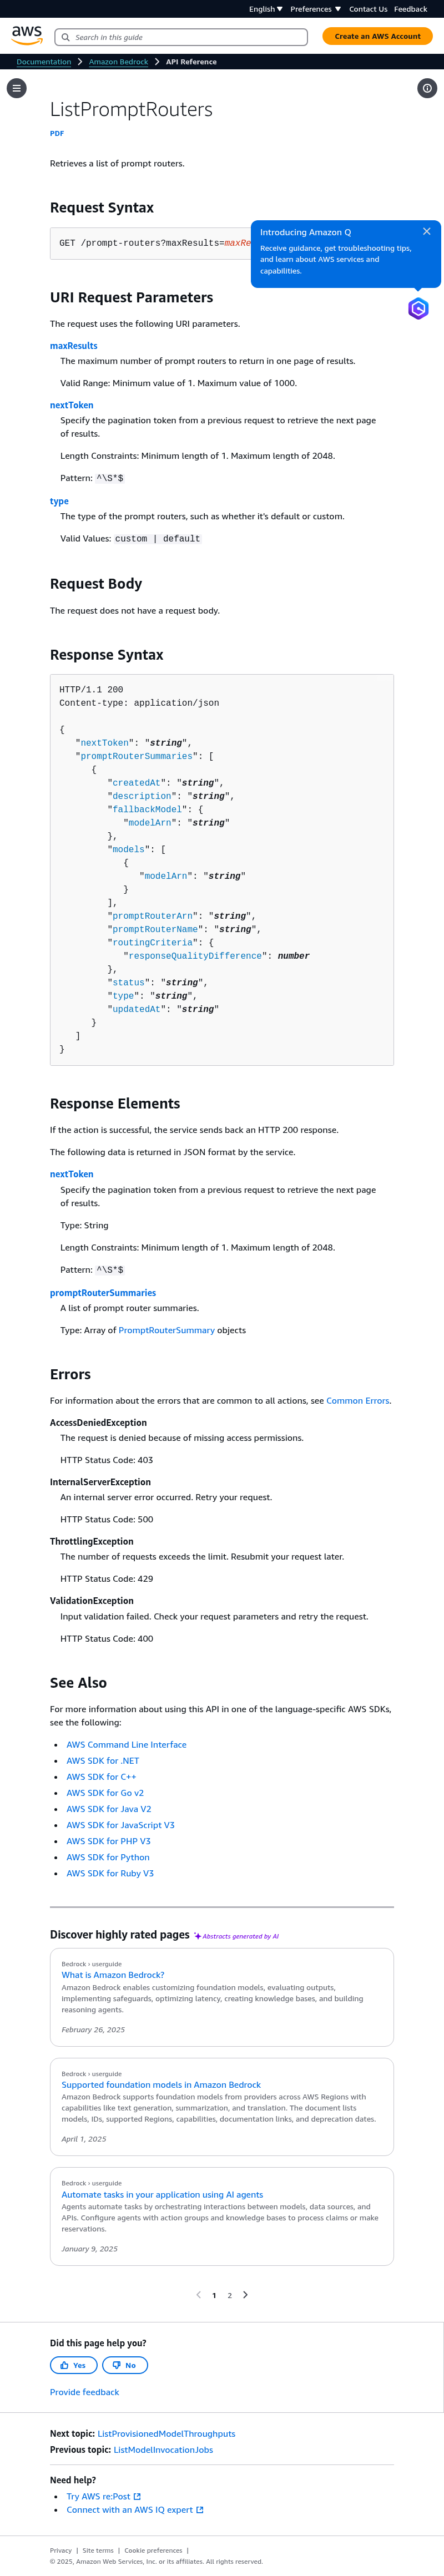 English Preferences Contact Us Feedback
aws
Search in this guide
Create an AWS Account
Documentation > Amazon Bedrock > API Reference
ListPromptRouters
PDF
Retrieves a list of prompt routers.
Request Syntax
GET /prompt-routers?maxResults=maxRe
Introducing Amazon Q
Receive guidance, get troubleshooting tips,
and learn about AWS services and
capabilities.
URI Request Parameters
The request uses the following URI parameters.
maxResults
The maximum number of prompt routers to return in one page of results.
Valid Range: Minimum value of 1. Maximum value of 1000.
nextToken
Specify the pagination token from a previous request to retrieve the next page
of results.
Length Constraints: Minimum length of 1. Maximum length of 2048.
Pattern: ^\S*$
type
The type of the prompt routers, such as whether it's default or custom.
Valid Values: custom | default
Request Body
The request does not have a request body.
Response Syntax
HTTP/1.1 200
Content-type: application/json
{
"nextToken": "string",
"promptRouterSummaries": [
{
"createdAt": "string",
"description": "string",
"fallbackModel": {
"modelArn": "string"
},
"models": [
{
"modelArn": "string"
}
],
"promptRouterArn": "string",
"promptRouterName": "string",
"routingCriteria": {
"responseQualityDifference": number
},
"status": "string",
"type": "string",
"updatedAt": "string"
}
]
}
Response Elements
If the action is successful, the service sends back an HTTP 200 response.
The following data is returned in JSON format by the service.
nextToken
Specify the pagination token from a previous request to retrieve the next page
of results.
Type: String
Length Constraints: Minimum length of 1. Maximum length of 2048.
Pattern: ^\S*$
promptRouterSummaries
A list of prompt router summaries.
Type: Array of PromptRouterSummary objects
Errors
For information about the errors that are common to all actions, see Common Errors.
AccessDeniedException
The request is denied because of missing access permissions.
HTTP Status Code: 403
InternalServerException
An internal server error occurred. Retry your request.
HTTP Status Code: 500
ThrottlingException
The number of requests exceeds the limit. Resubmit your request later.
HTTP Status Code: 429
ValidationException
Input validation failed. Check your request parameters and retry the request.
HTTP Status Code: 400
See Also
For more information about using this API in one of the language-specific AWS SDKs,
see the following:
• AWS Command Line Interface
• AWS SDK for .NET
• AWS SDK for C++
• AWS SDK for Go v2
• AWS SDK for Java V2
• AWS SDK for JavaScript V3
• AWS SDK for PHP V3
• AWS SDK for Python
• AWS SDK for Ruby V3
Discover highly rated pages Abstracts generated by AI
Bedrock › userguide
What is Amazon Bedrock?
Amazon Bedrock enables customizing foundation models, evaluating outputs,
implementing safeguards, optimizing latency, creating knowledge bases, and building
reasoning agents.
February 26, 2025
Bedrock › userguide
Supported foundation models in Amazon Bedrock
Amazon Bedrock supports foundation models from providers across AWS Regions with
capabilities like text generation, summarization, and translation. The document lists
models, IDs, supported Regions, capabilities, documentation links, and deprecation dates.
April 1, 2025
Bedrock › userguide
Automate tasks in your application using AI agents
Agents automate tasks by orchestrating interactions between models, data sources, and
APIs. Configure agents with action groups and knowledge bases to process claims or make
reservations.
January 9, 2025
1 2
Did this page help you?
Yes No
Provide feedback
Next topic: ListProvisionedModelThroughputs
Previous topic: ListModelInvocationJobs
Need help?
• Try AWS re:Post
• Connect with an AWS IQ expert
Privacy | Site terms | Cookie preferences |
© 2025, Amazon Web Services, Inc. or its affiliates. All rights reserved.